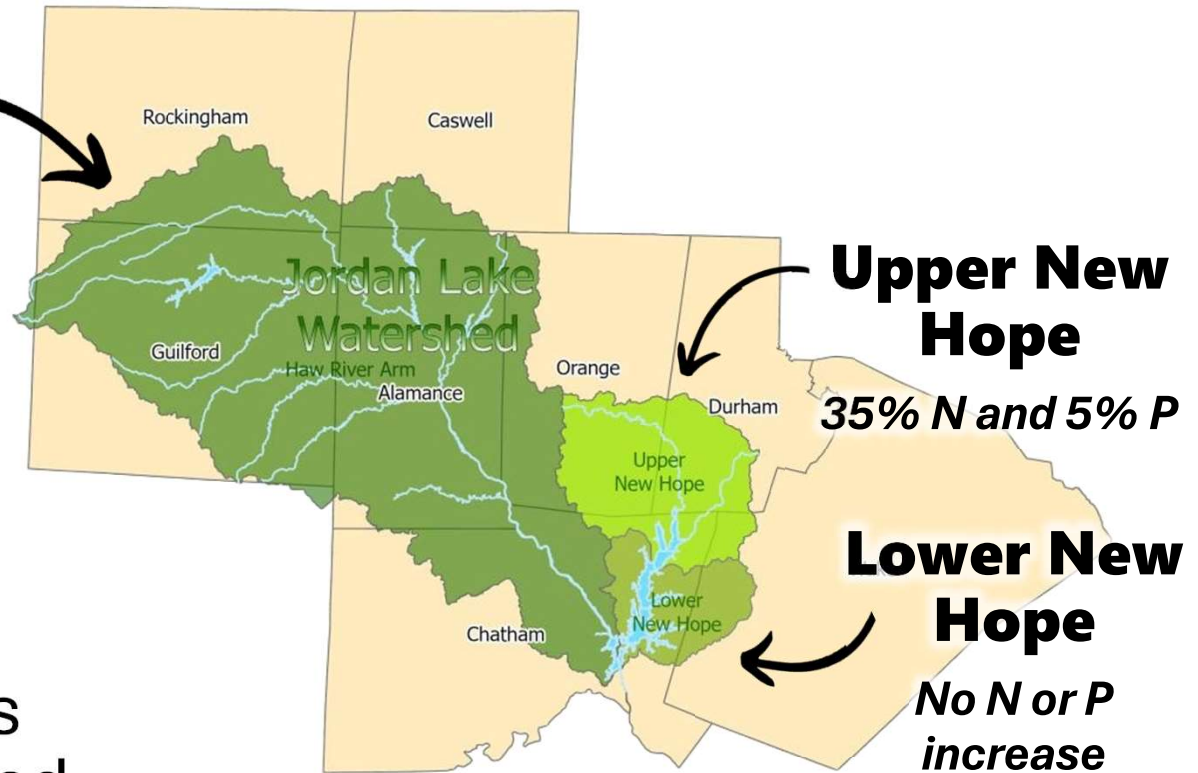 Rockingham
Caswell
Jordan Lake
Watershed
Guilford
Haw River Arm
Alamance
Orange
Durham
Upper
New Hope
Lower
New Hope
Chatham
Upper New
Hope
35% N and 5% P
Lower New
Hope
No N or P
increase